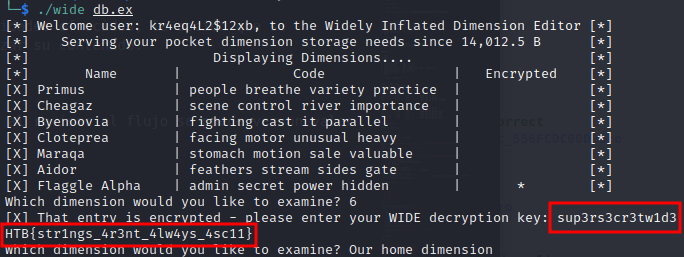 └─$ ./wide db.ex
[*] Welcome user: kr4eq4L2$12xb, to the Widely Inflated Dimension Editor [*]
[*]    Serving your pocket dimension storage needs since 14,012.5 B      [*]
[*]                       Displaying Dimensions....                      [*]
[*]       Name       |              Code                |   Encrypted    [*]
[X] Primus         | people breathe variety practice  |                [*]
[X] Cheagaz        | scene control river importance   |                [*]
[X] Byenoovia      | fighting cast it parallel        |                [*]
[X] Cloteprea      | facing motor unusual heavy       |                [*]
[X] Maraqa         | stomach motion sale valuable     |                [*]
[X] Aidor          | feathers stream sides gate       |                [*]
[X] Flaggle Alpha  | admin secret power hidden        |       *        [*]
Which dimension would you like to examine? 6
[X] That entry is encrypted - please enter your WIDE decryption key: sup3rs3cr3tw1d3
HTB{str1ngs_4r3nt_4lw4ys_4sc11}
Which dimension would you like to examine? Our home dimension